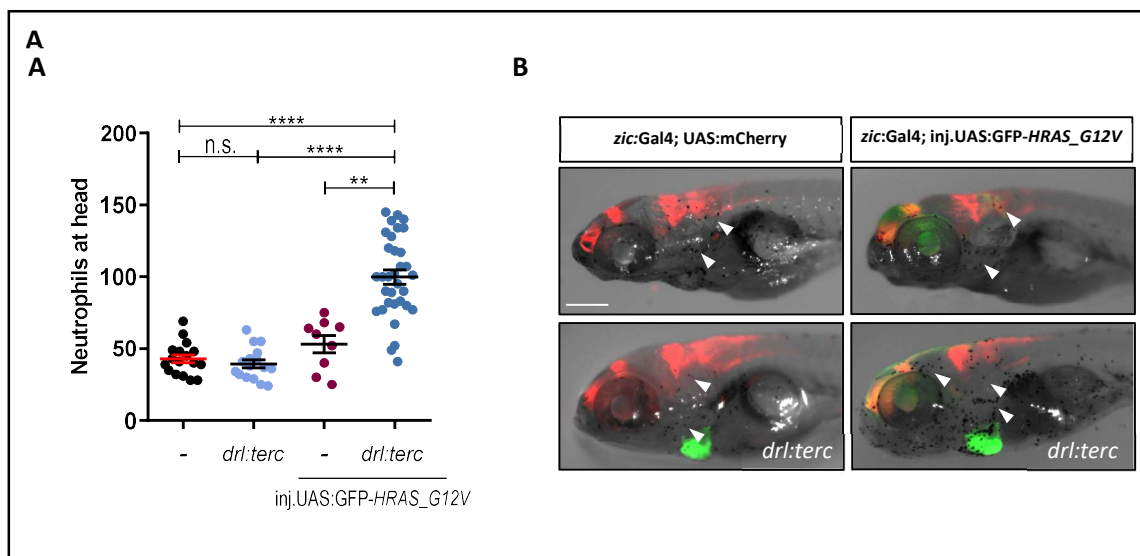 A
A
B
200
150
100
50
0
Neutrophils at head
****
n.s.
****
**
- drl:terc - drl:terc
inj.UAS:GFP-HRAS_G12V
zic:Gal4; UAS:mCherry
zic:Gal4; inj.UAS:GFP-HRAS_G12V
drl:terc
drl:terc